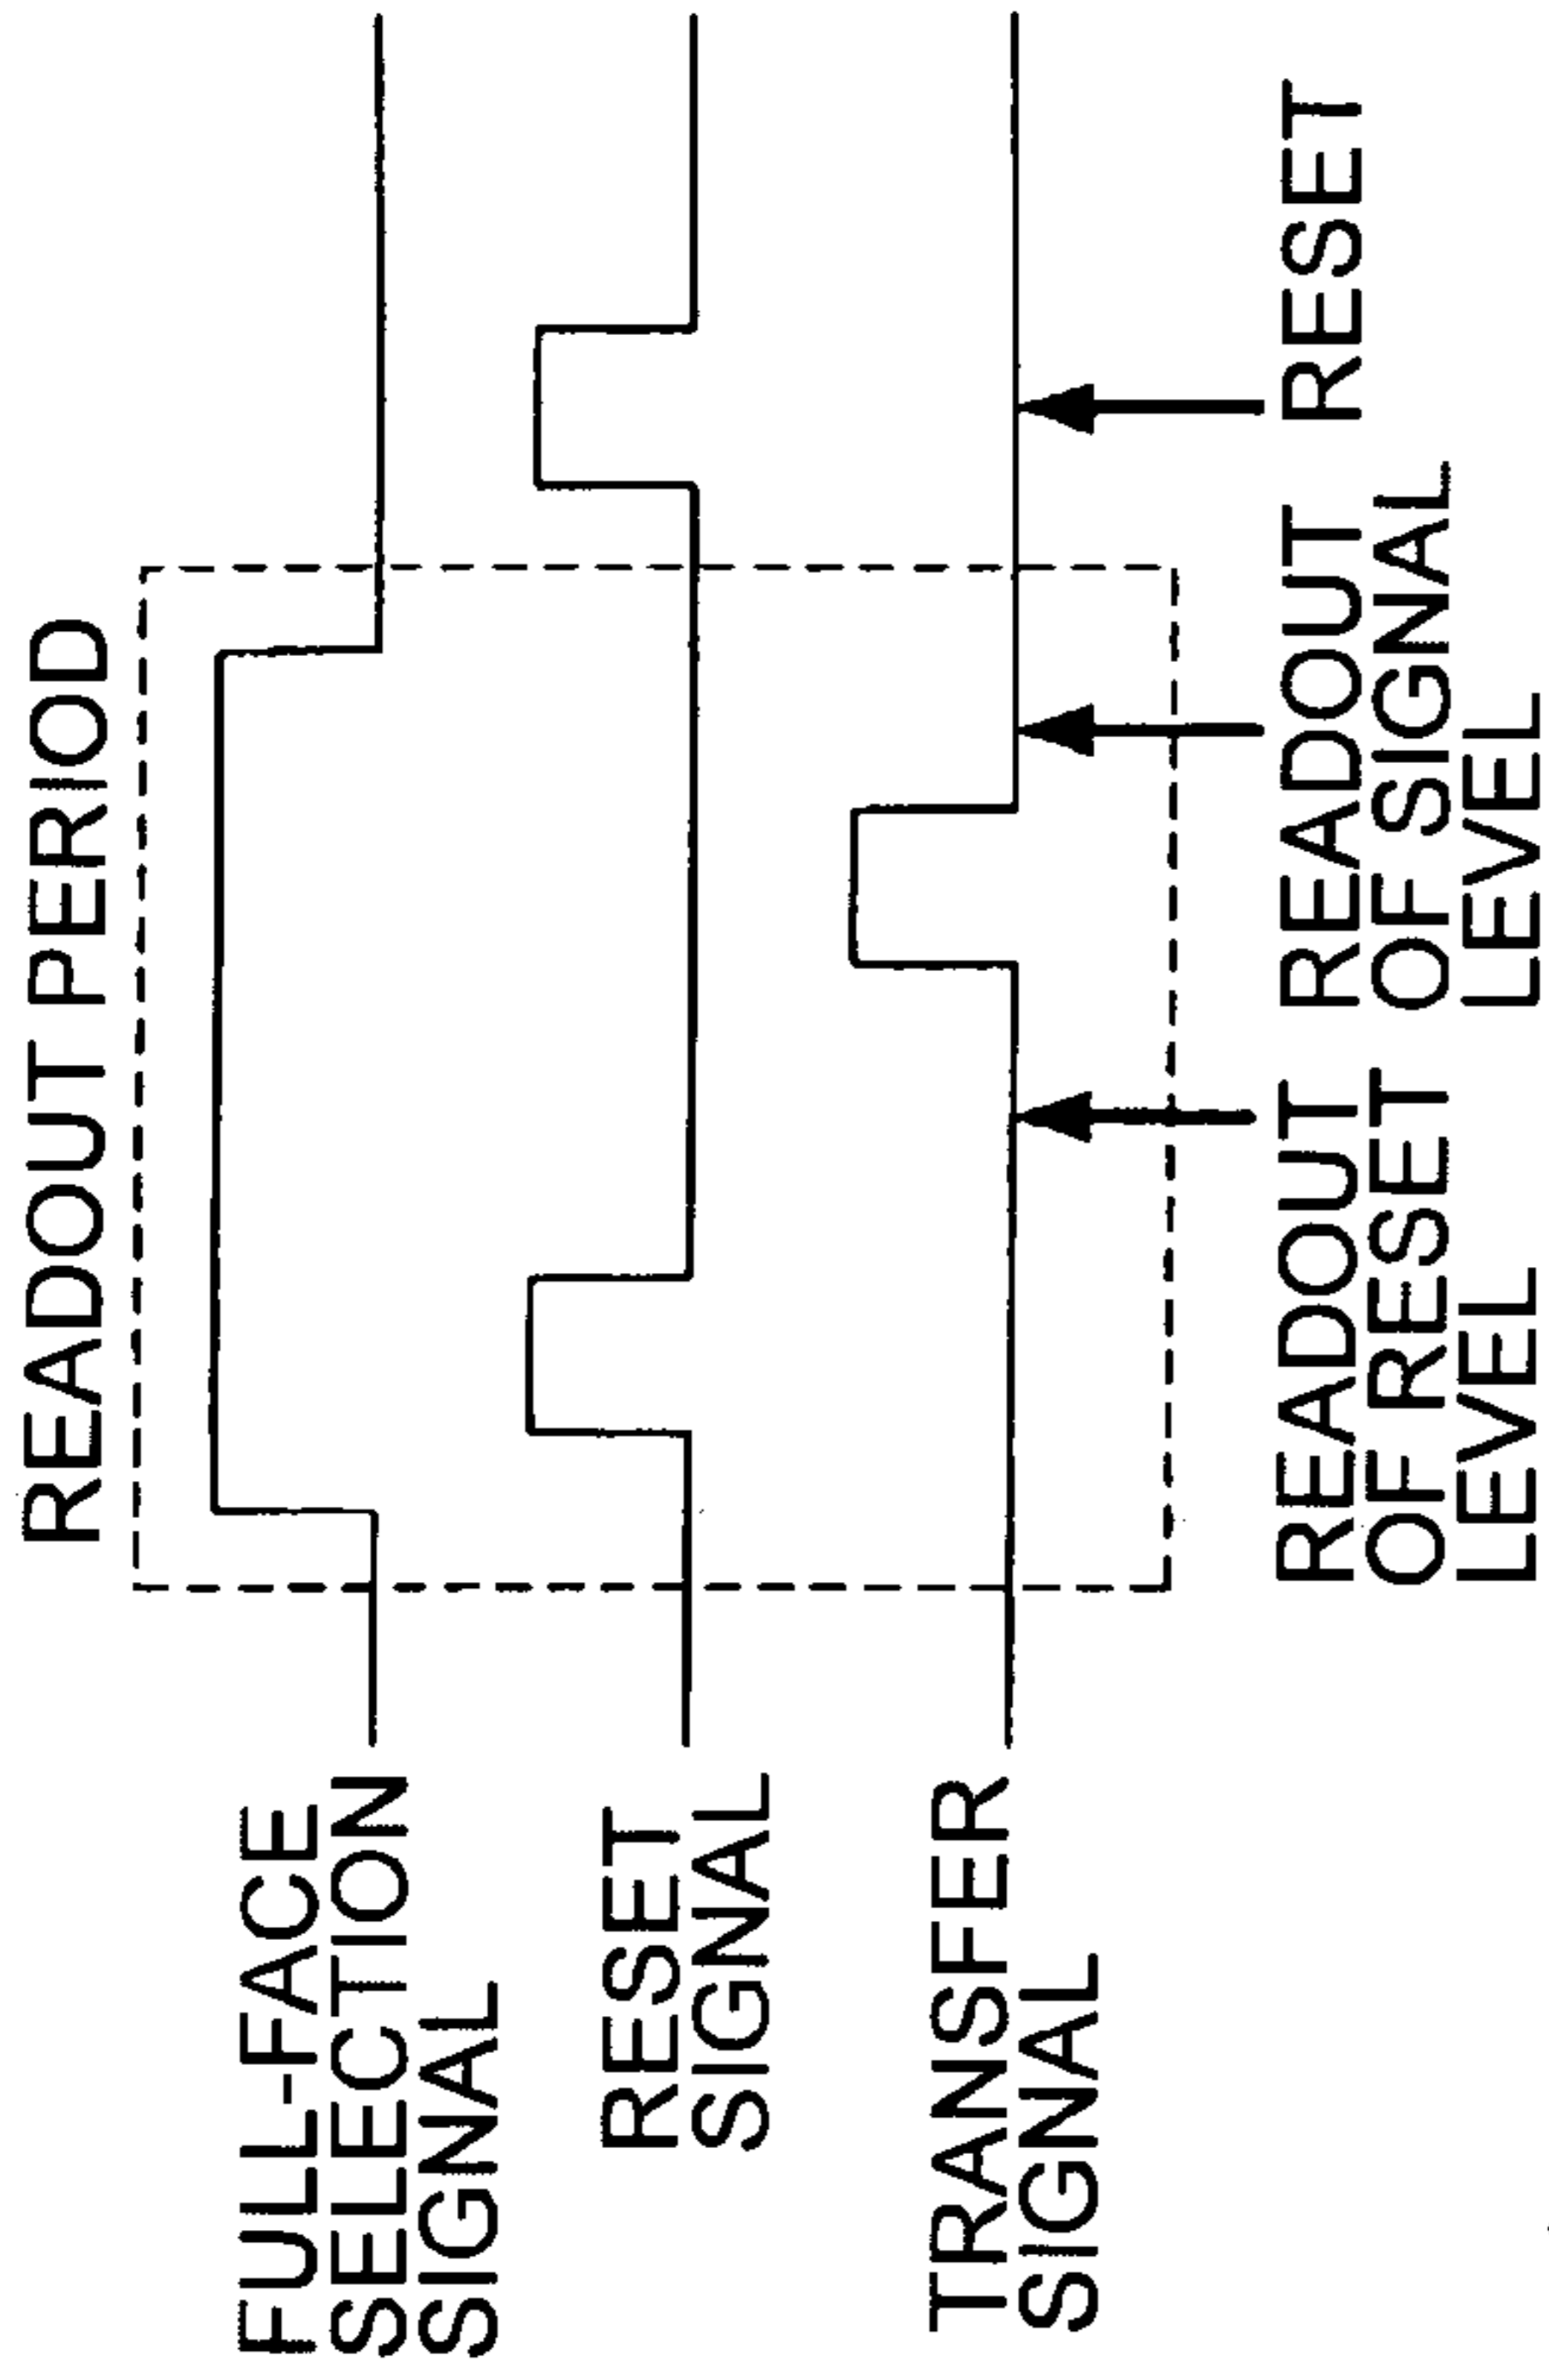 READOUT PERIOD
FULL-FACE
SELECTION
SIGNAL
RESET
SIGNAL
TRANSFER
SIGNAL
READOUT
OF RESET
LEVEL
READOUT
OF SIGNAL
LEVEL
RESET